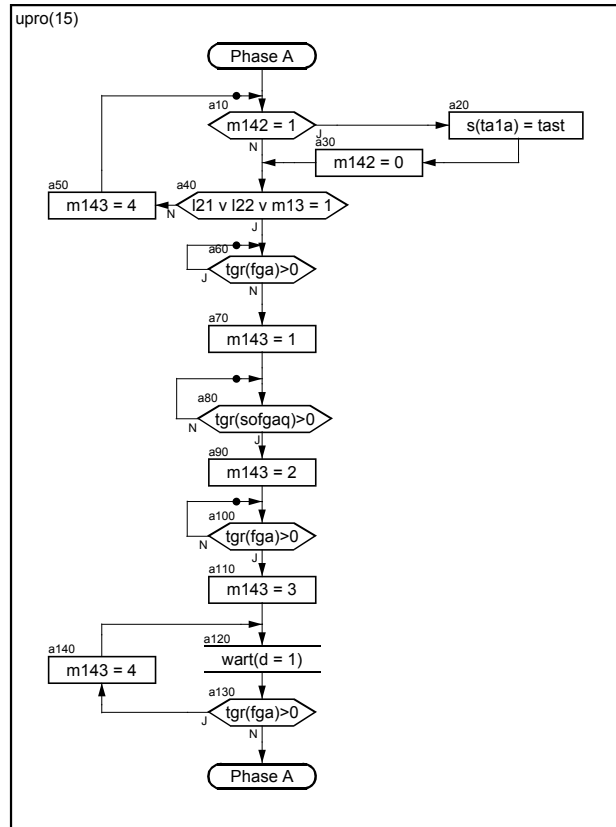 upro(15)
Phase A
a10
m142 = 1
J
N
a20
s(ta1a) = tast
a30
m142 = 0
a50
m143 = 4
a40
l21 v l22 v m13 = 1
N
J
a60
tgr(fga)>0
J
N
a70
m143 = 1
a80
tgr(sofgaq)>0
N
J
a90
m143 = 2
a100
tgr(fga)>0
N
J
a110
m143 = 3
a120
wart(d = 1)
a140
m143 = 4
a130
tgr(fga)>0
J
N
Phase A